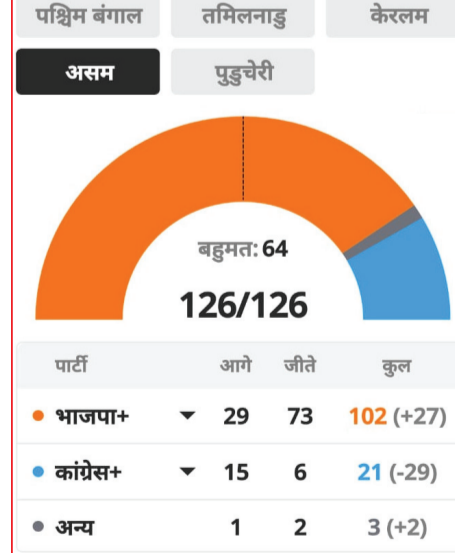 पश्चिम बंगाल तमिलनाडु केरलम
असम पुडुचेरी
बहुमत: 64
126/126
पार्टी आगे जीते कुल
भाजपा+ 29 73 102 (+27)
कांग्रेस+ 15 6 21 (-29)
अन्य 1 2 3 (+2)